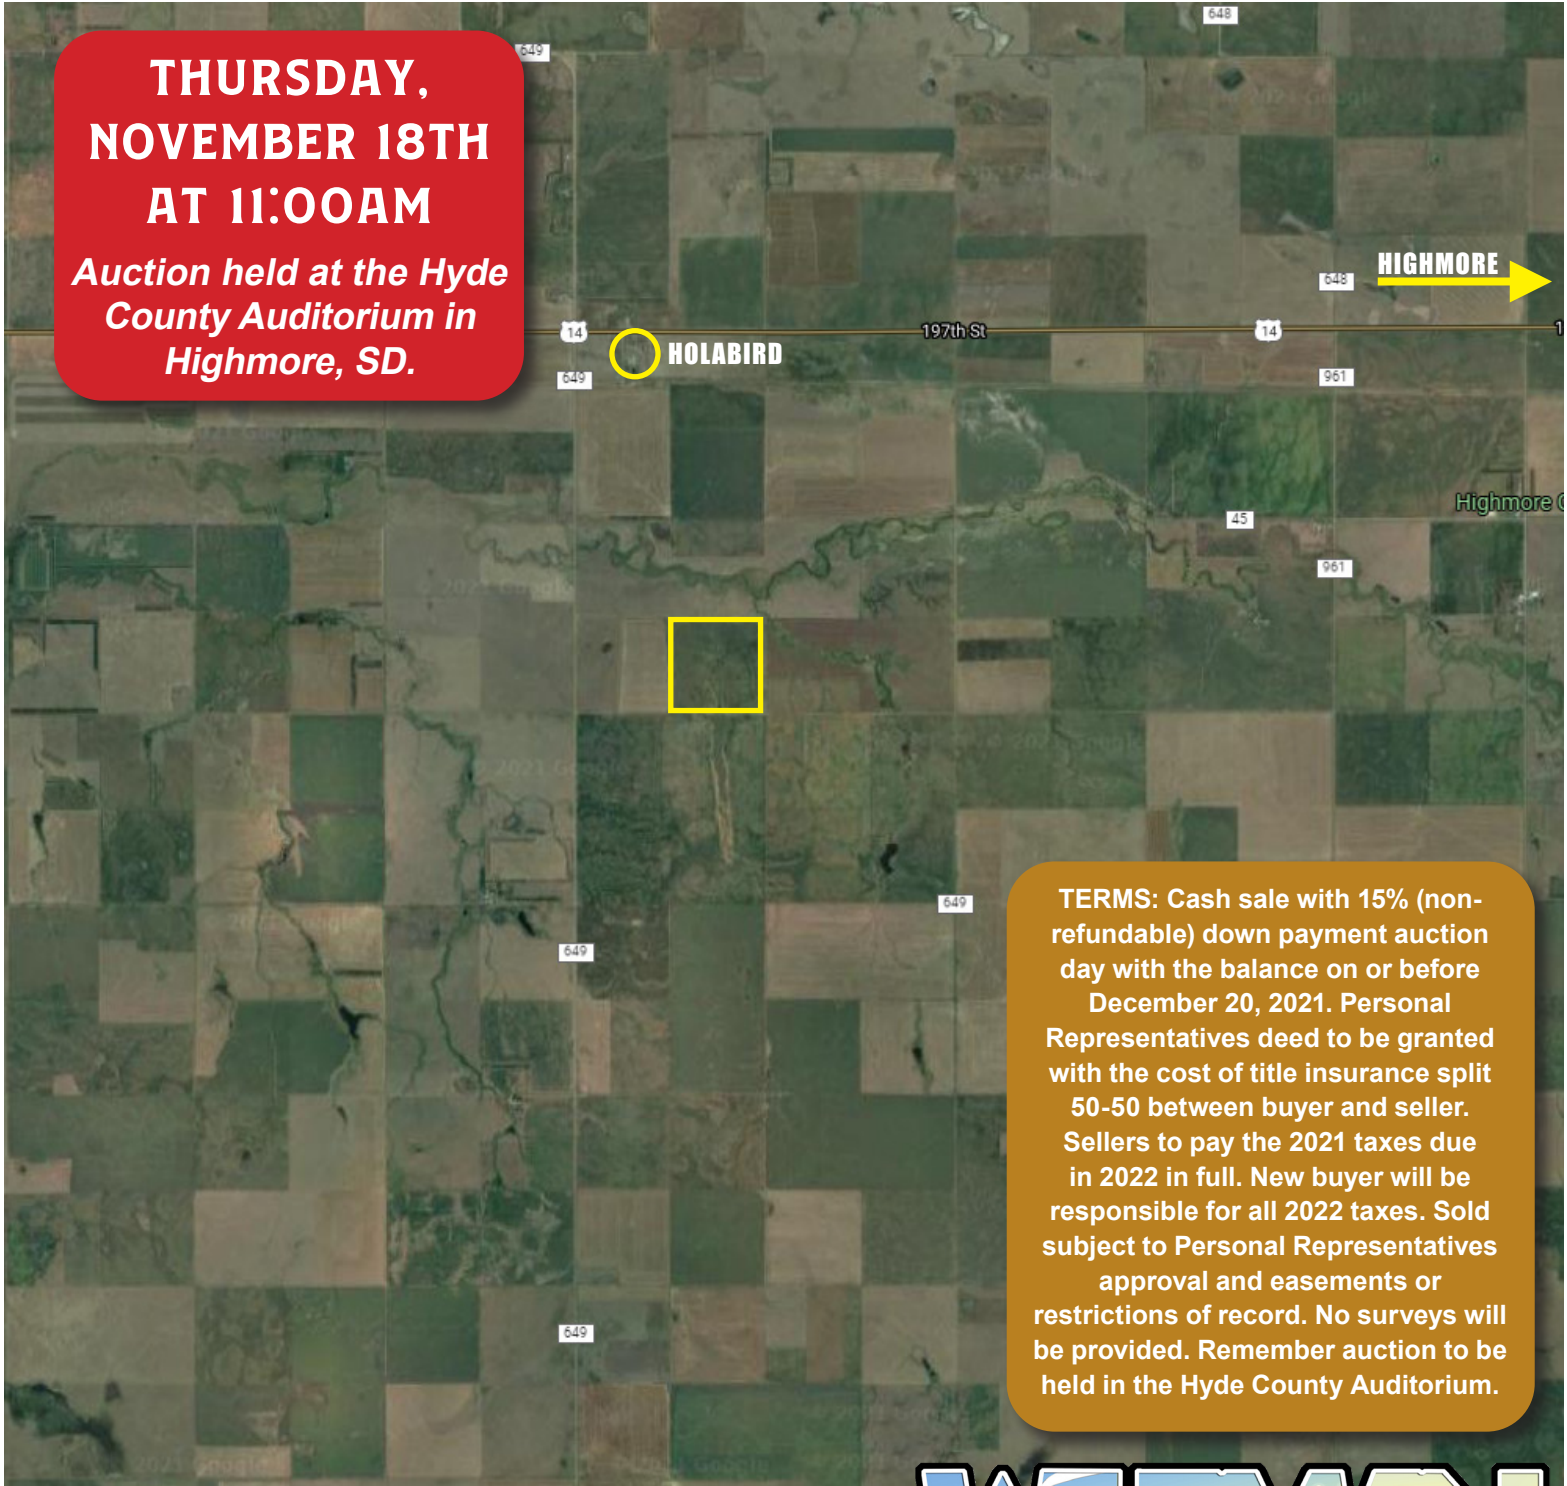 648
649
THURSDAY,
NOVEMBER 18TH
AT 11:00AM
Auction held at the Hyde
County Auditorium in
Highmore, SD.
HIGHMORE
648
14
197th St
14
1
HOLABIRD
649
961
Highmore
45
961
649
649
649
TERMS: Cash sale with 15% (non-
refundable) down payment auction
day with the balance on or before
December 20, 2021. Personal
Representatives deed to be granted
with the cost of title insurance split
50-50 between buyer and seller.
Sellers to pay the 2021 taxes due
in 2022 in full. New buyer will be
responsible for all 2022 taxes. Sold
subject to Personal Representatives
approval and easements or
restrictions of record. No surveys will
be provided. Remember auction to be
held in the Hyde County Auditorium.